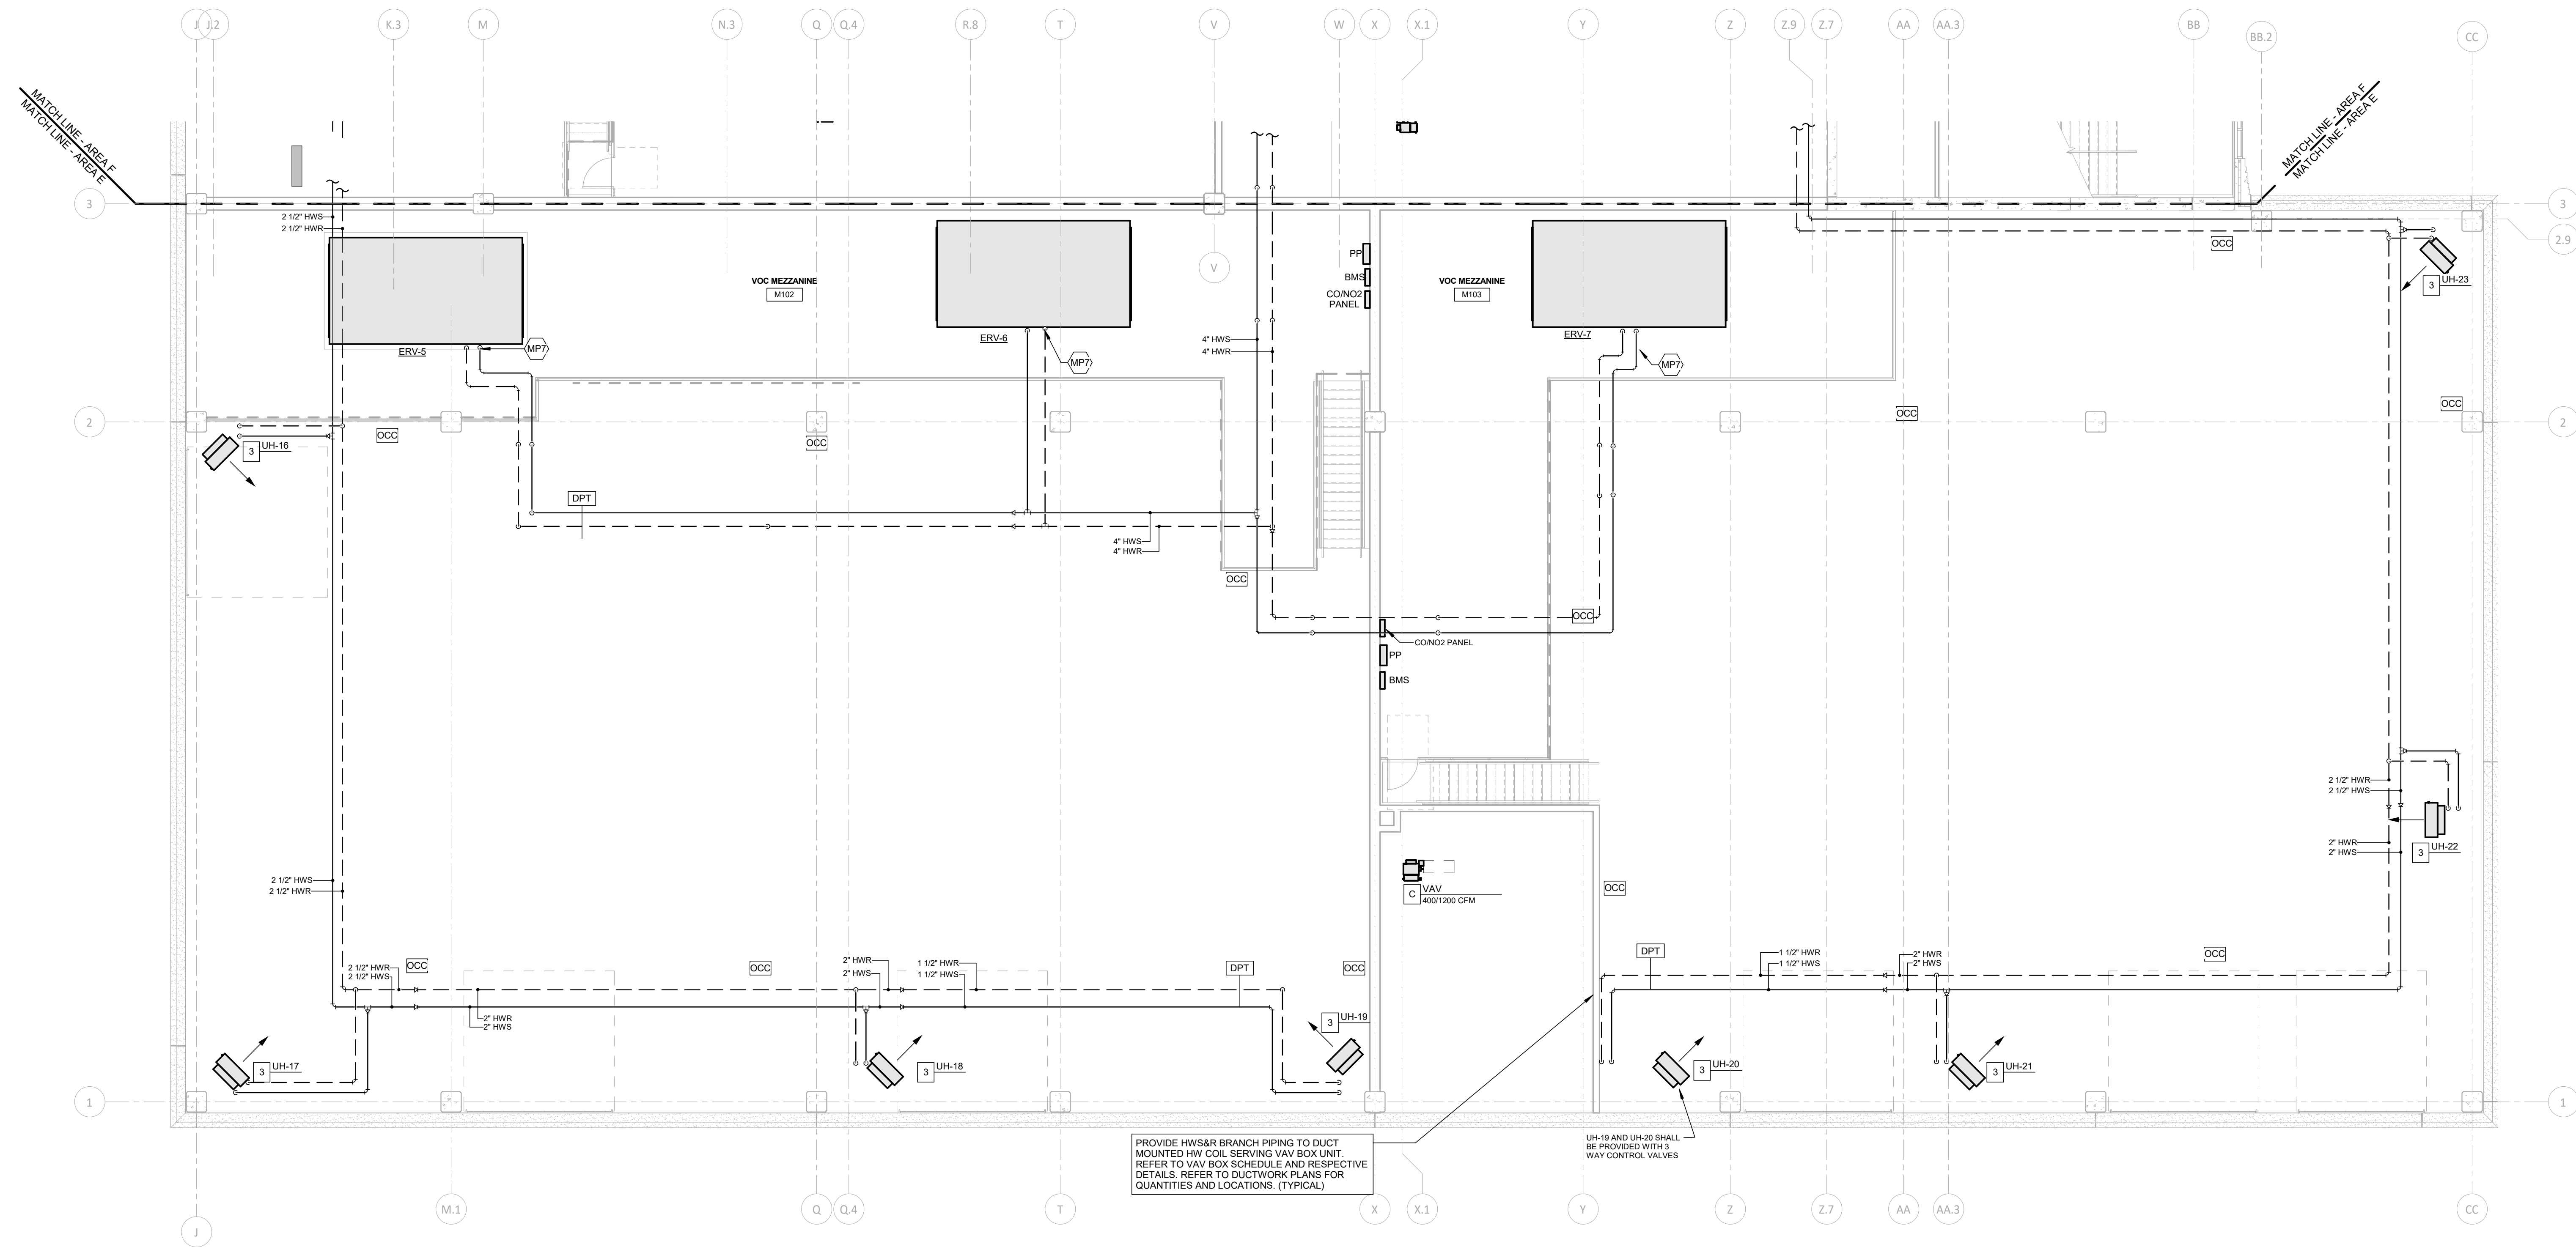 J
J.2
K.3
M
N.3
Q
Q.4
R.8
T
V
W
X
X.1
Y
Z
Z.9
Z.7
AA
AA.3
BB
BB.2
CC
MATCH LINE - AREA F
MATCH LINE - AREA E
MATCH LINE - AREA F
MATCH LINE - AREA E
3
3
2 1/2" HWS
2 1/2" HWR
2.9
OCC
PP
BMS
CO/NO2
PANEL
VOC MEZZANINE
M102
VOC MEZZANINE
M103
V
3
UH-23
ERV-5
MP7
ERV-6
MP7
4" HWS
4" HWR
ERV-7
MP7
2
2
OCC
OCC
OCC
OCC
3
UH-16
DPT
4" HWS
4" HWR
OCC
OCC
CO/NO2 PANEL
PP
BMS
2 1/2" HWR
2 1/2" HWS
2" HWR
2" HWS
3
UH-22
2 1/2" HWS
2 1/2" HWR
C
VAV
400/1200 CFM
OCC
2 1/2" HWR
2 1/2" HWS
OCC
OCC
2" HWR
2" HWS
1 1/2" HWR
1 1/2" HWS
DPT
OCC
DPT
1 1/2" HWR
1 1/2" HWS
2" HWR
2" HWS
OCC
2" HWR
2" HWS
3
UH-17
3
UH-18
3
UH-19
3
UH-20
3
UH-21
1
1
PROVIDE HWS&R BRANCH PIPING TO DUCT
MOUNTED HW COIL SERVING VAV BOX UNIT.
REFER TO VAV BOX SCHEDULE AND RESPECTIVE
DETAILS. REFER TO DUCTWORK PLANS FOR
QUANTITIES AND LOCATIONS. (TYPICAL)
UH-19 AND UH-20 SHALL
BE PROVIDED WITH 3
WAY CONTROL VALVES
J
M.1
Q
Q.4
T
X
X.1
Y
Z
Z.7
AA
AA.3
CC